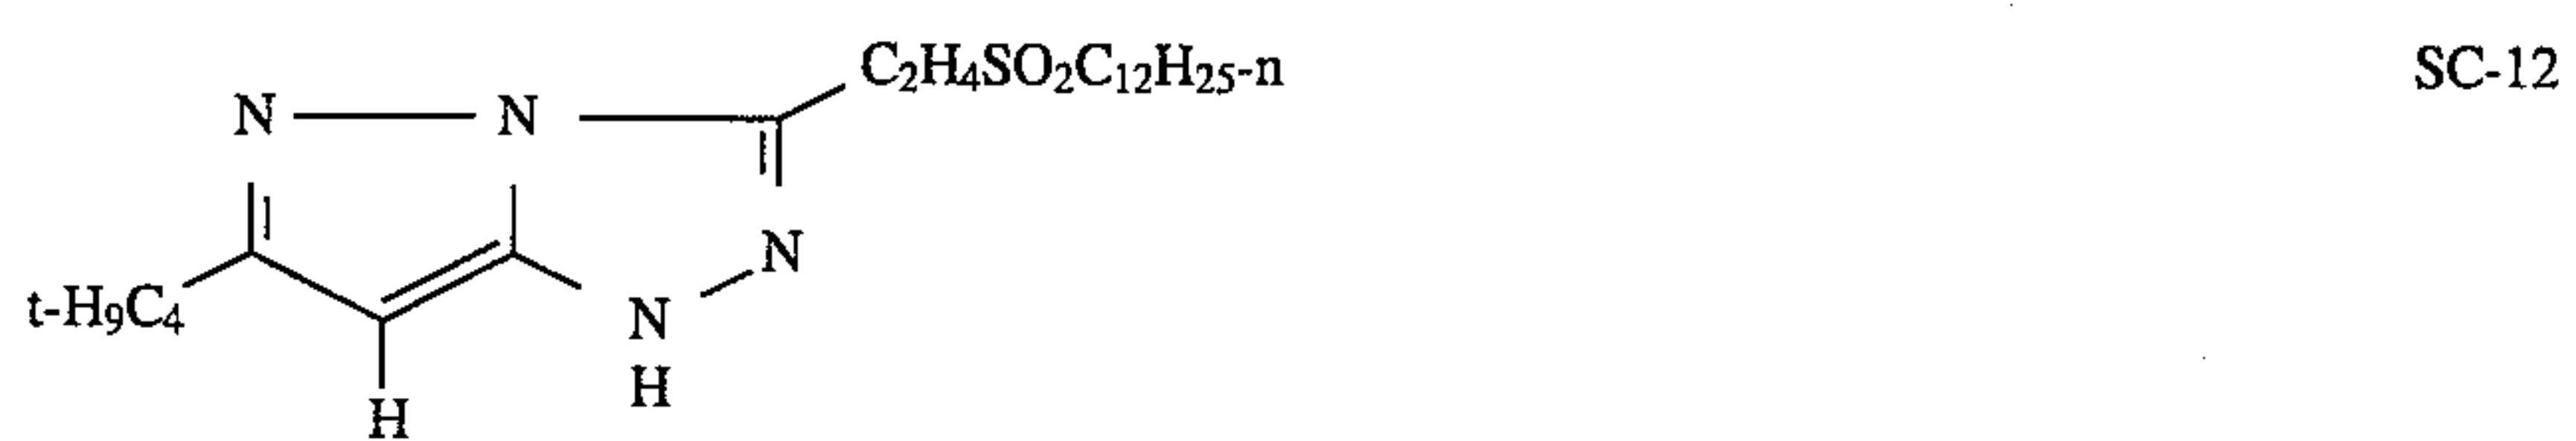 C₂H₄SO₂C₁₂H₂₅-n SC-12
N N
N
t-H₉C₄ N
H
H